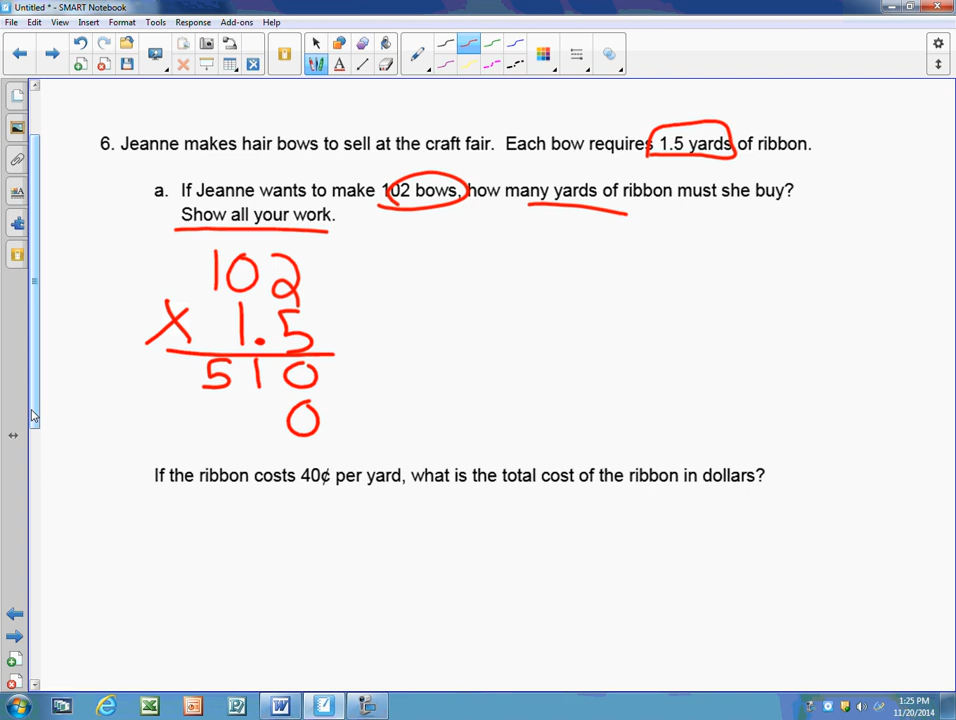 Untitled * - SMART Notebook
File Edit View Insert Format Tools Response Add-ons Help
6. Jeanne makes hair bows to sell at the craft fair. Each bow requires 1.5 yards of ribbon.
a. If Jeanne wants to make 102 bows, how many yards of ribbon must she buy?
Show all your work.
102
X 1.5
510
0
If the ribbon costs 40¢ per yard, what is the total cost of the ribbon in dollars?
1:25 PM
11/20/2014